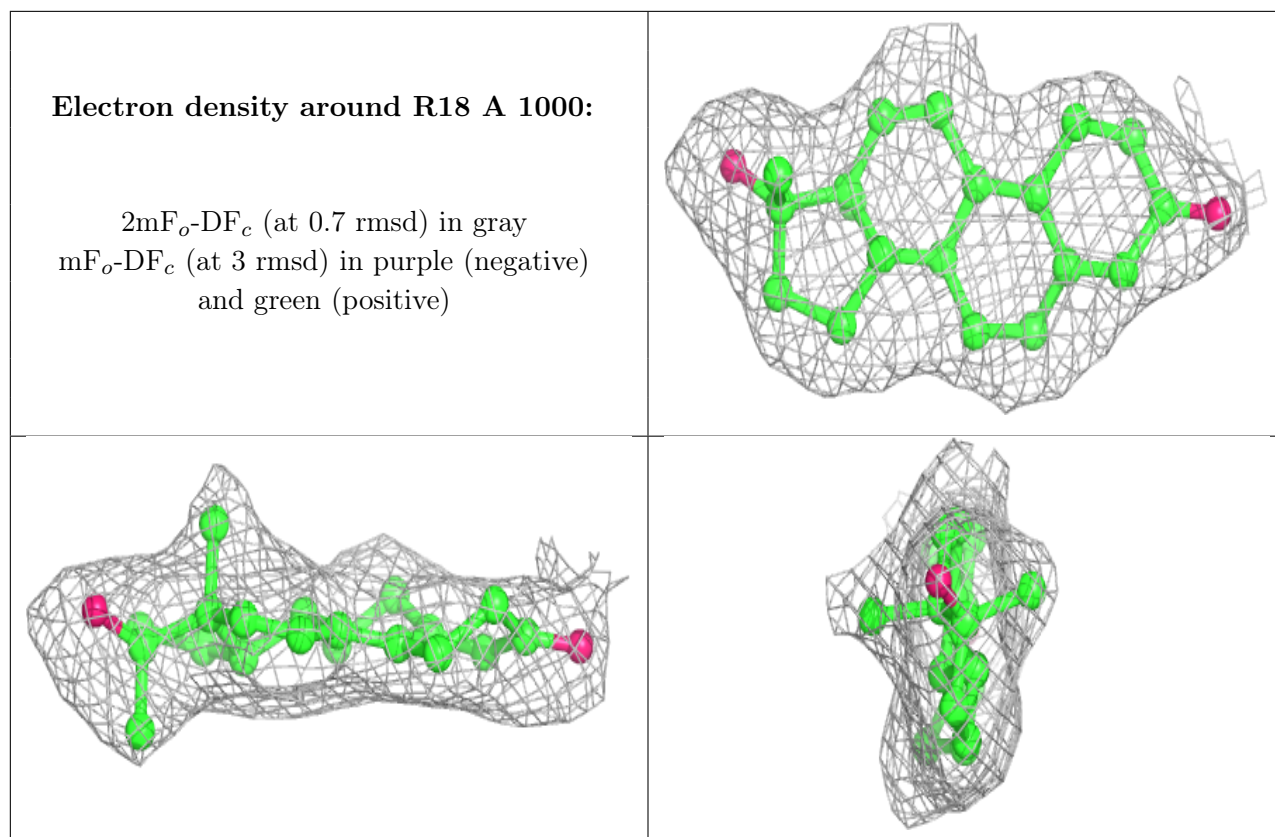 Electron density around R18 A 1000:
2mFo-DFc (at 0.7 rmsd) in gray
mFo-DFc (at 3 rmsd) in purple (negative)
and green (positive)